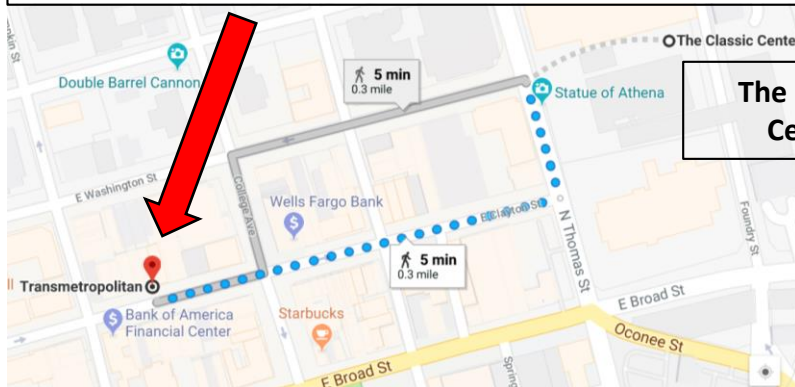 The Classic Cente
The
Ce
5 min
0.3 mile
Double Barrel Cannon
Statue of Athena
E Washington St
College Ave
Wells Fargo Bank
E Clayton St
N Thomas St
Foundry St
5 min
0.3 mile
Transmetropolitan
Bank of America
Financial Center
Starbucks
E Broad St
Oconee St
E Broad St
Sprin